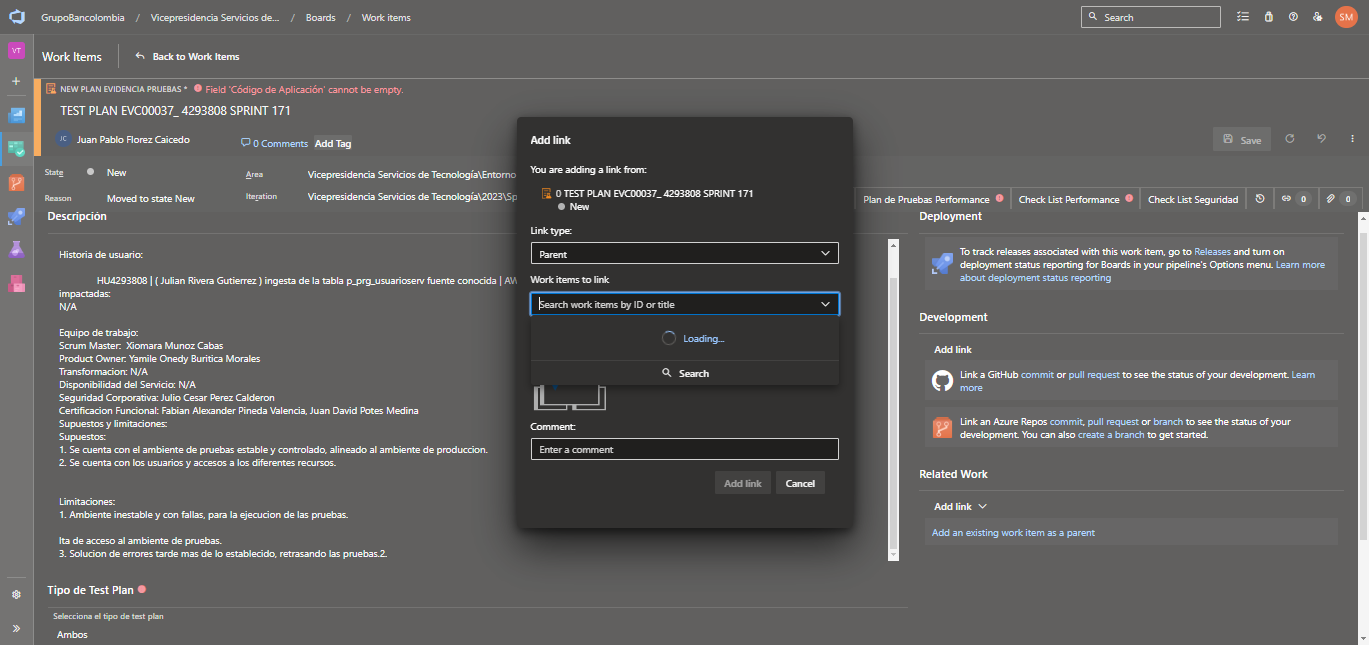 GrupoBancolombia / Vicepresidencia Servicios de... / Boards / Work items
Search
SM
VT
Work Items
Back to Work Items
NEW PLAN EVIDENCIA PRUEBAS *
Field 'Código de Aplicación' cannot be empty.
TEST PLAN EVC00037_ 4293808 SPRINT 171
JC
Juan Pablo Florez Caicedo
0 Comments
Add Tag
Save
State
New
Area
Vicepresidencia Servicios de Tecnología\Entorno
Reason
Moved to state New
Iteration
Vicepresidencia Servicios de Tecnología\2023\Sp
Plan de Pruebas Performance
Check List Performance
Check List Seguridad
0
0
Descripción
Historia de usuario:
HU4293808 | ( Julian Rivera Gutierrez ) ingesta de la tabla p_prg_usuarioserv fuente conocida | AW
impactadas:
N/A
Equipo de trabajo:
Scrum Master: Xiomara Munoz Cabas
Product Owner: Yamile Onedy Buritica Morales
Transformacion: N/A
Disponibilidad del Servicio: N/A
Seguridad Corporativa: Julio Cesar Perez Calderon
Certificacion Funcional: Fabian Alexander Pineda Valencia, Juan David Potes Medina
Supuestos y limitaciones:
Supuestos:
1. Se cuenta con el ambiente de pruebas estable y controlado, alineado al ambiente de produccion.
2. Se cuenta con los usuarios y accesos a los diferentes recursos.
Limitaciones:
1. Ambiente inestable y con fallas, para la ejecucion de las pruebas.
lta de acceso al ambiente de pruebas.
3. Solucion de errores tarde mas de lo establecido, retrasando las pruebas.2.
Tipo de Test Plan
Selecciona el tipo de test plan
Ambos
Add link
You are adding a link from:
0 TEST PLAN EVC00037_ 4293808 SPRINT 171
New
Link type:
Parent
Work items to link
Search work items by ID or title
Loading...
Search
Comment:
Enter a comment
Add link
Cancel
Deployment
To track releases associated with this work item, go to Releases and turn on
deployment status reporting for Boards in your pipeline's Options menu. Learn more
about deployment status reporting
Development
Add link
Link a GitHub commit or pull request to see the status of your development. Learn
more
Link an Azure Repos commit, pull request or branch to see the status of your
development. You can also create a branch to get started.
Related Work
Add link
Add an existing work item as a parent